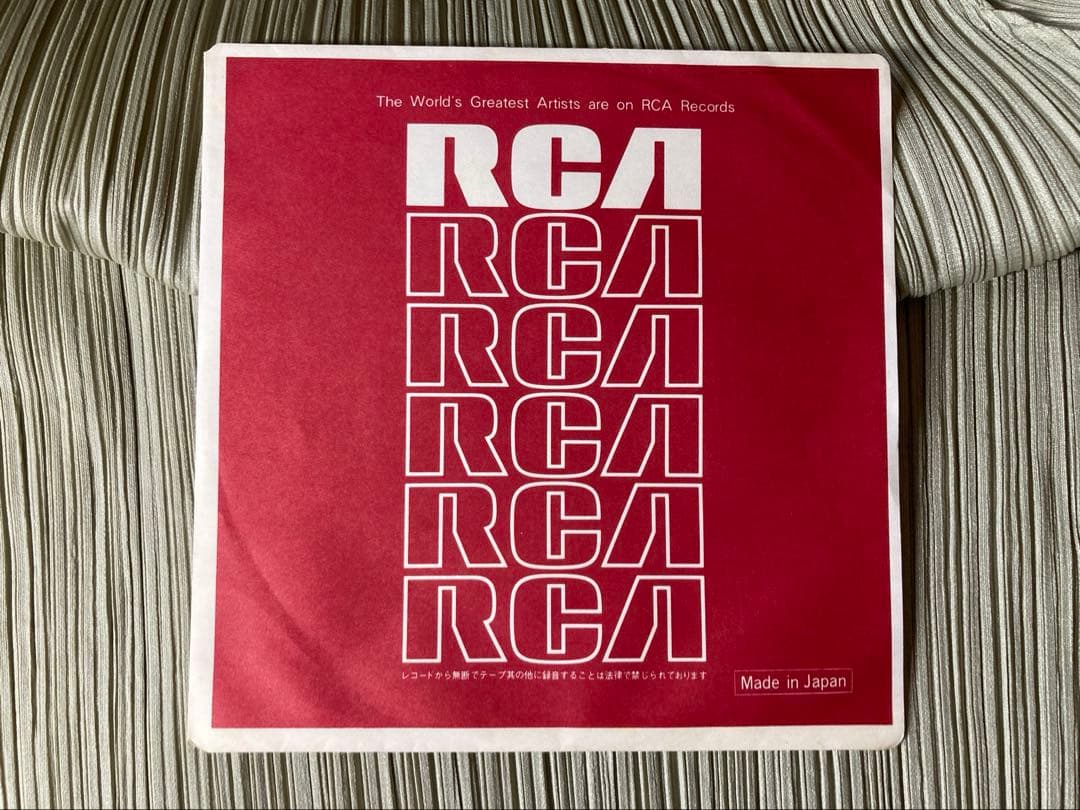 The World's Greatest Artists are on RCA Records
RCA
RCA
RCA
RCA
RCA
RCA
レコードから無断でテープ其の他に録音することは法律で禁じられております
Made in Japan